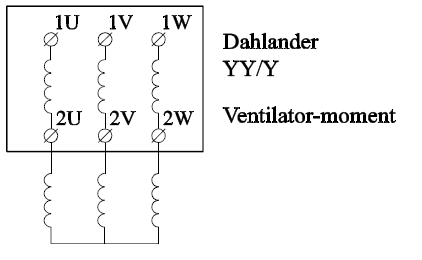 1U 1V 1W
Dahlander
YY/Y
2U 2V 2W
Ventilator-moment